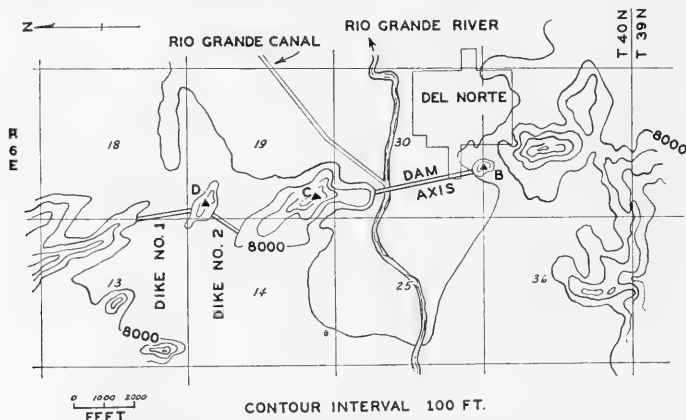 Z
RIO GRANDE CANAL
RIO GRANDE RIVER
T 40 N
T 39 N
DEL NORTE
R 6 E
18
19
30
8000
DAM
AXIS
B
C
D
DIKE NO. 1
DIKE NO. 2
8000
13
14
25
36
8000
0 1000 2000
FEET
CONTOUR INTERVAL 100 FT.